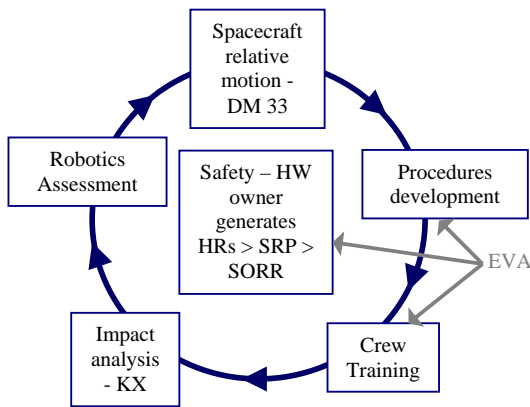 Spacecraft
relative
motion -
DM 33
Robotics
Assessment
Safety – HW
owner
generates
HRs > SRP >
SORR
Procedures
development
EVA
Impact
analysis
- KX
Crew
Training